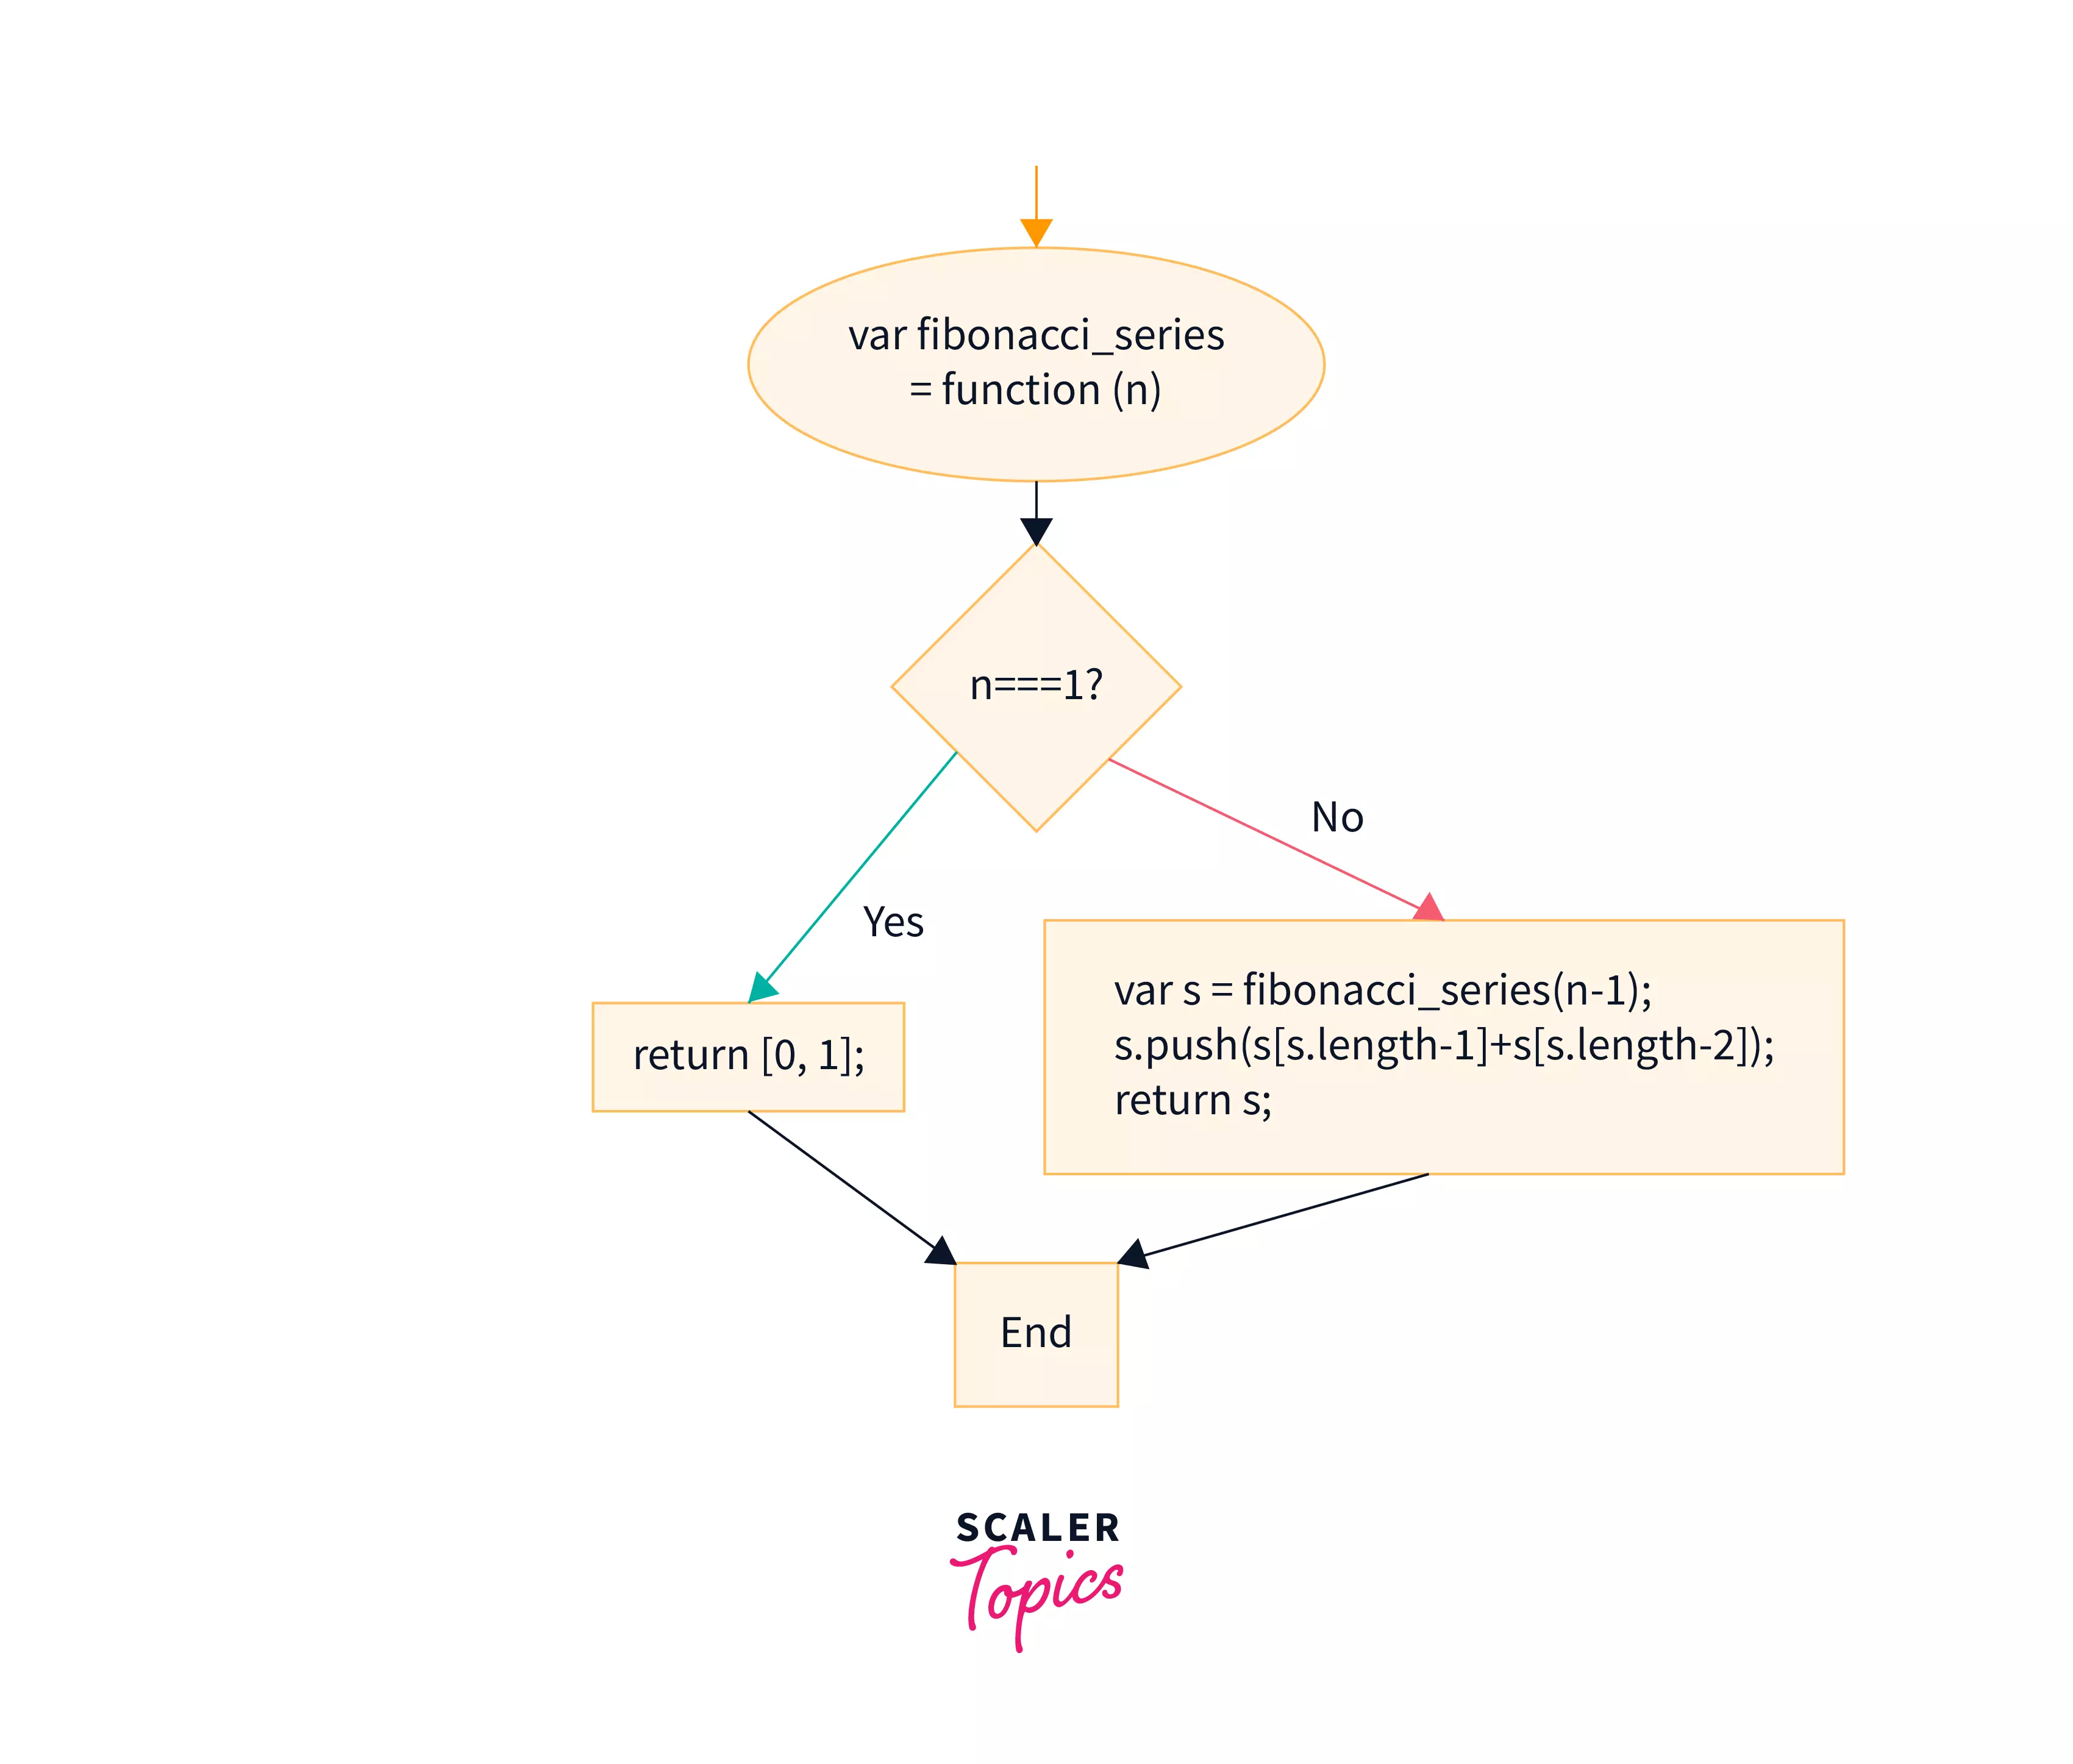 var fibonacci_series
= function (n)
n===1?
No
Yes
var s = fibonacci_series(n-1);
s.push(s[s.length-1]+s[s.length-2]);
return s;
return [0, 1];
End
SCALER
Topics